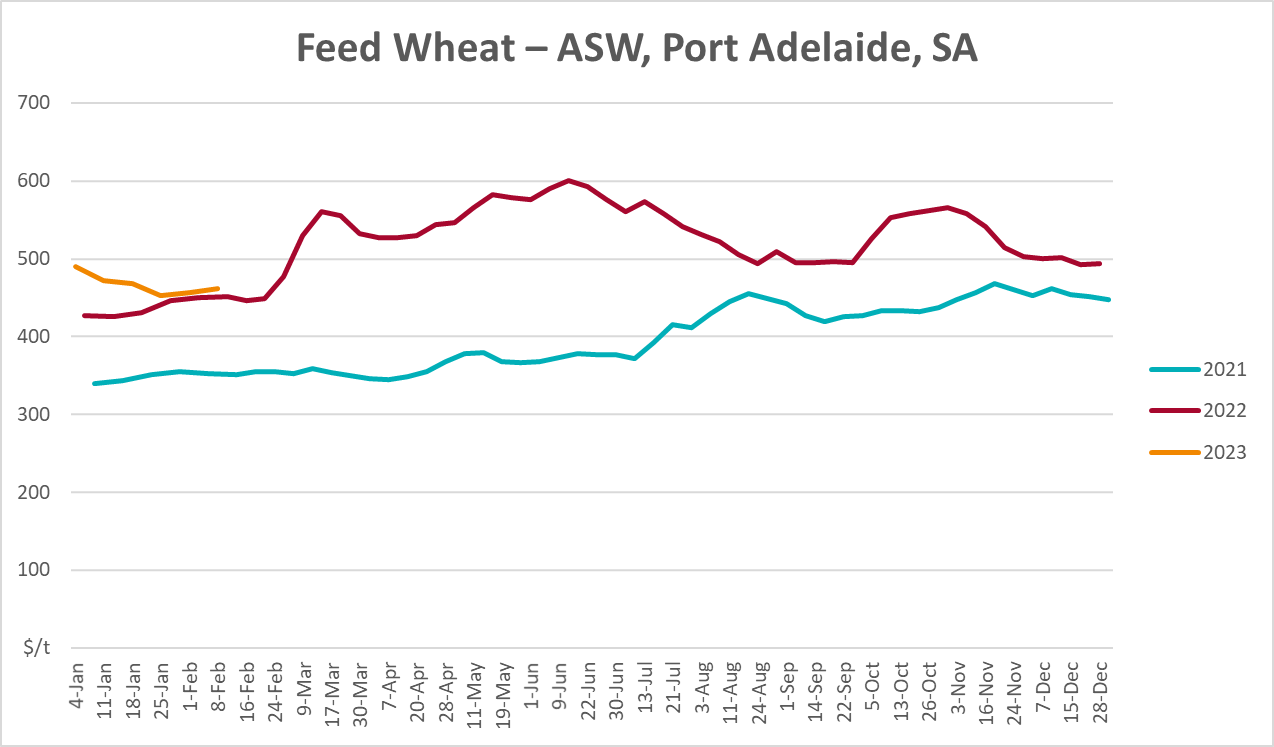 Feed Wheat – ASW, Port Adelaide, SA
700
600
500
400
300
200
100
$/t
4-Jan
11-Jan
18-Jan
25-Jan
1-Feb
8-Feb
16-Feb
24-Feb
9-Mar
17-Mar
30-Mar
7-Apr
20-Apr
28-Apr
11-May
19-May
1-Jun
9-Jun
22-Jun
30-Jun
13-Jul
21-Jul
3-Aug
11-Aug
24-Aug
1-Sep
14-Sep
22-Sep
5-Oct
13-Oct
26-Oct
3-Nov
16-Nov
24-Nov
7-Dec
15-Dec
28-Dec
2021
2022
2023